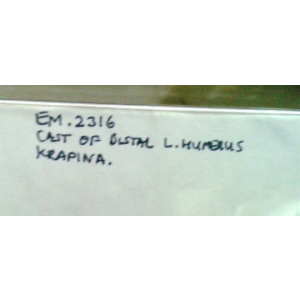 EM.2316
CAST OF DISTAL L.HUMERUS
KRAPINA.